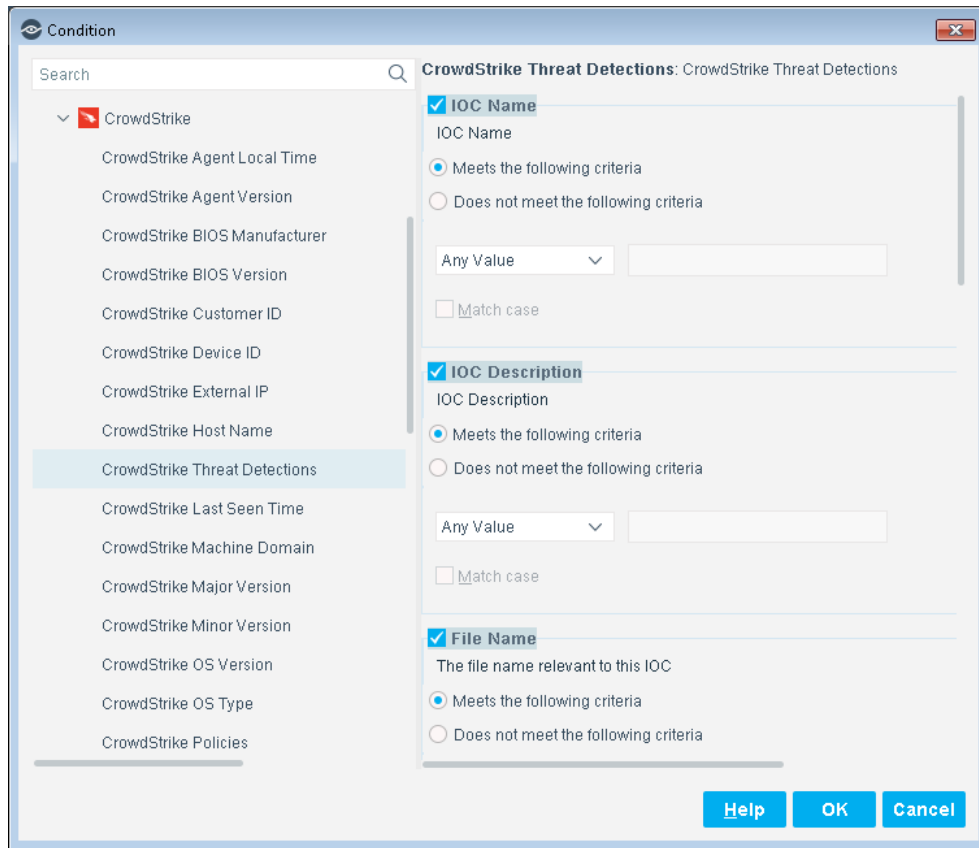 Condition
Search
CrowdStrike
CrowdStrike Agent Local Time
CrowdStrike Agent Version
CrowdStrike BIOS Manufacturer
CrowdStrike BIOS Version
CrowdStrike Customer ID
CrowdStrike Device ID
CrowdStrike External IP
CrowdStrike Host Name
CrowdStrike Threat Detections
CrowdStrike Last Seen Time
CrowdStrike Machine Domain
CrowdStrike Major Version
CrowdStrike Minor Version
CrowdStrike OS Version
CrowdStrike OS Type
CrowdStrike Policies
CrowdStrike Threat Detections: CrowdStrike Threat Detections
IOC Name
IOC Name
Meets the following criteria
Does not meet the following criteria
Any Value
Match case
IOC Description
IOC Description
Meets the following criteria
Does not meet the following criteria
Any Value
Match case
File Name
The file name relevant to this IOC
Meets the following criteria
Does not meet the following criteria
Help OK Cancel